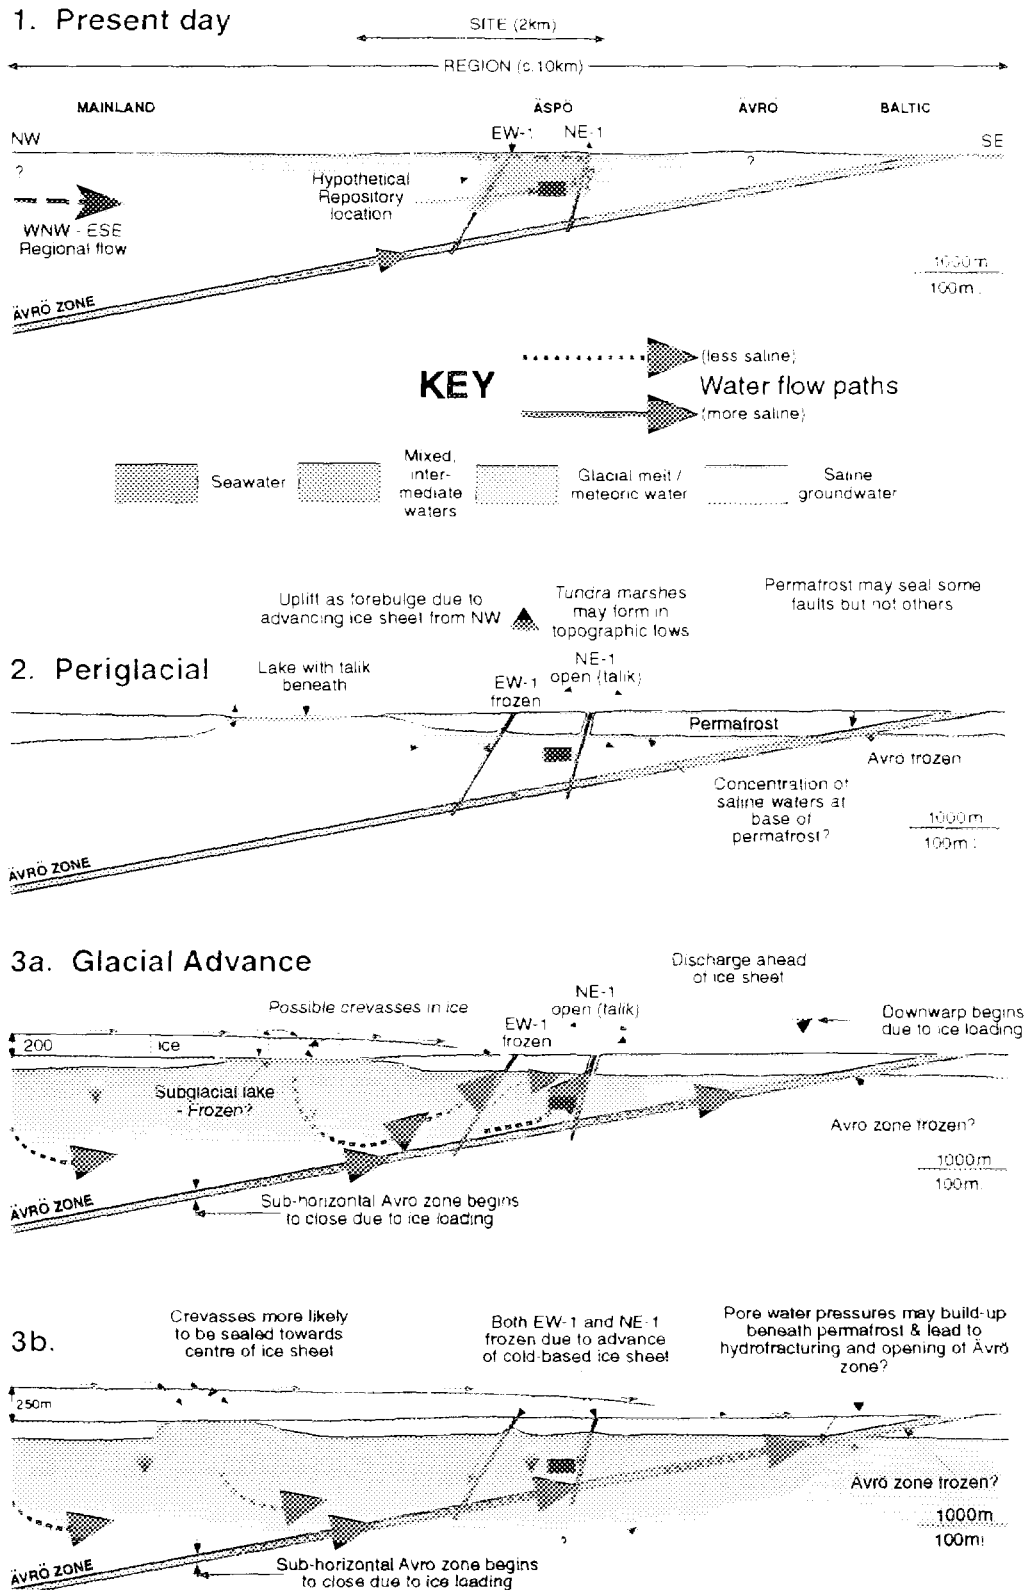 1. Present day
SITE (2km)
REGION (c.10km)
MAINLAND
ÄSPÖ
ÄVRÖ
BALTIC
NW
EW-1
NE-1
SE
?
?
Hypothetical
Repository
location
WNW - ESE
Regional flow
1000m
100m
ÄVRÖ ZONE
KEY
(less saline)
Water flow paths
(more saline)
Seawater
Mixed,
inter-
mediate
waters
Glacial melt /
meteoric water
Saline
groundwater
Uplift as forebulge due to
advancing ice sheet from NW
Tundra marshes
may form in
topographic lows
Permafrost may seal some
faults but not others
2. Periglacial
Lake with talik
beneath
EW-1
frozen
NE-1
open (talik)
Permafrost
Avro frozen
Concentration of
saline waters at
base of
permafrost?
1000m
100m
ÄVRÖ ZONE
3a. Glacial Advance
Discharge ahead
of ice sheet
Possible crevasses in ice
NE-1
open (talik)
EW-1
frozen
Downwarp begins
due to ice loading
200
ice
Subglacial lake
- Frozen?
Avro zone frozen?
1000m
100m
ÄVRÖ ZONE
Sub-horizontal Avro zone begins
to close due to ice loading
3b.
Crevasses more likely
to be sealed towards
centre of ice sheet
Both EW-1 and NE-1
frozen due to advance
of cold-based ice sheet
Pore water pressures may build-up
beneath permafrost & lead to
hydrofracturing and opening of Ävrö
zone?
250m
Ävrö zone frozen?
1000m
100m
?
ÄVRÖ ZONE
Sub-horizontal Avro zone begins
to close due to ice loading